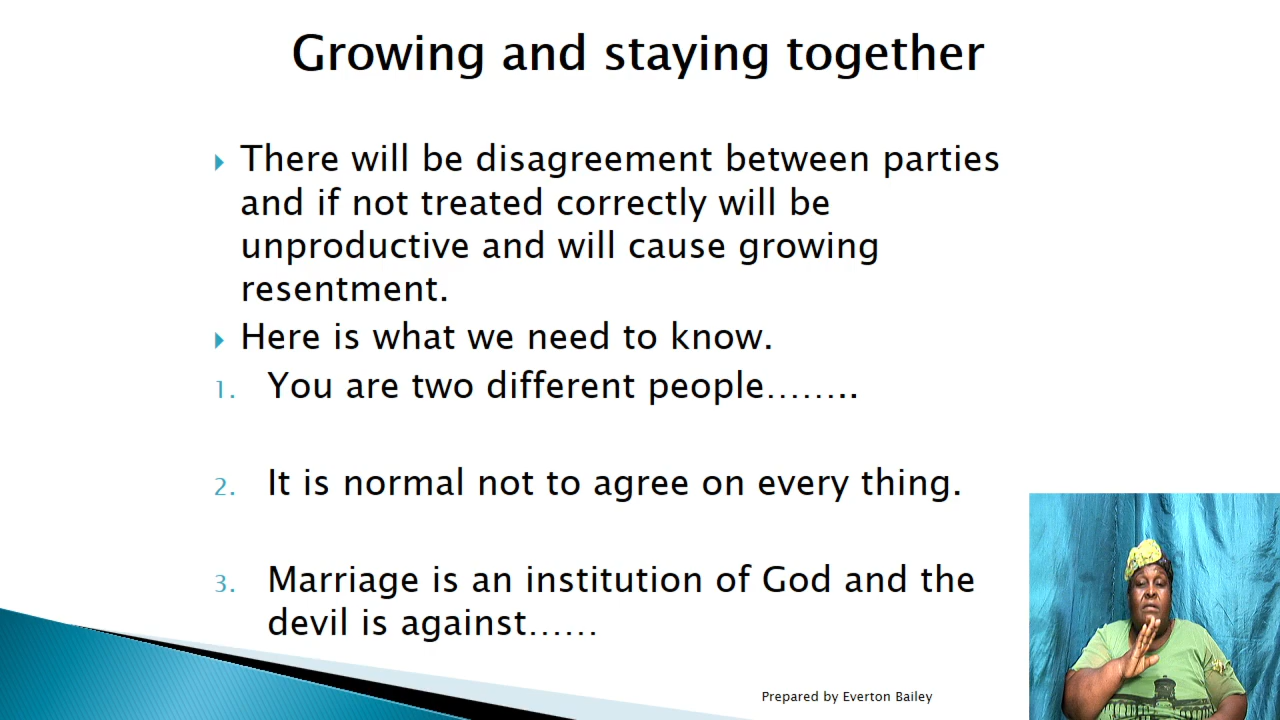 Growing and staying together
There will be disagreement between parties
and if not treated correctly will be
unproductive and will cause growing
resentment.
Here is what we need to know.
1. You are two different people……..
2. It is normal not to agree on every thing.
3. Marriage is an institution of God and the
devil is against……
Prepared by Everton Bailey